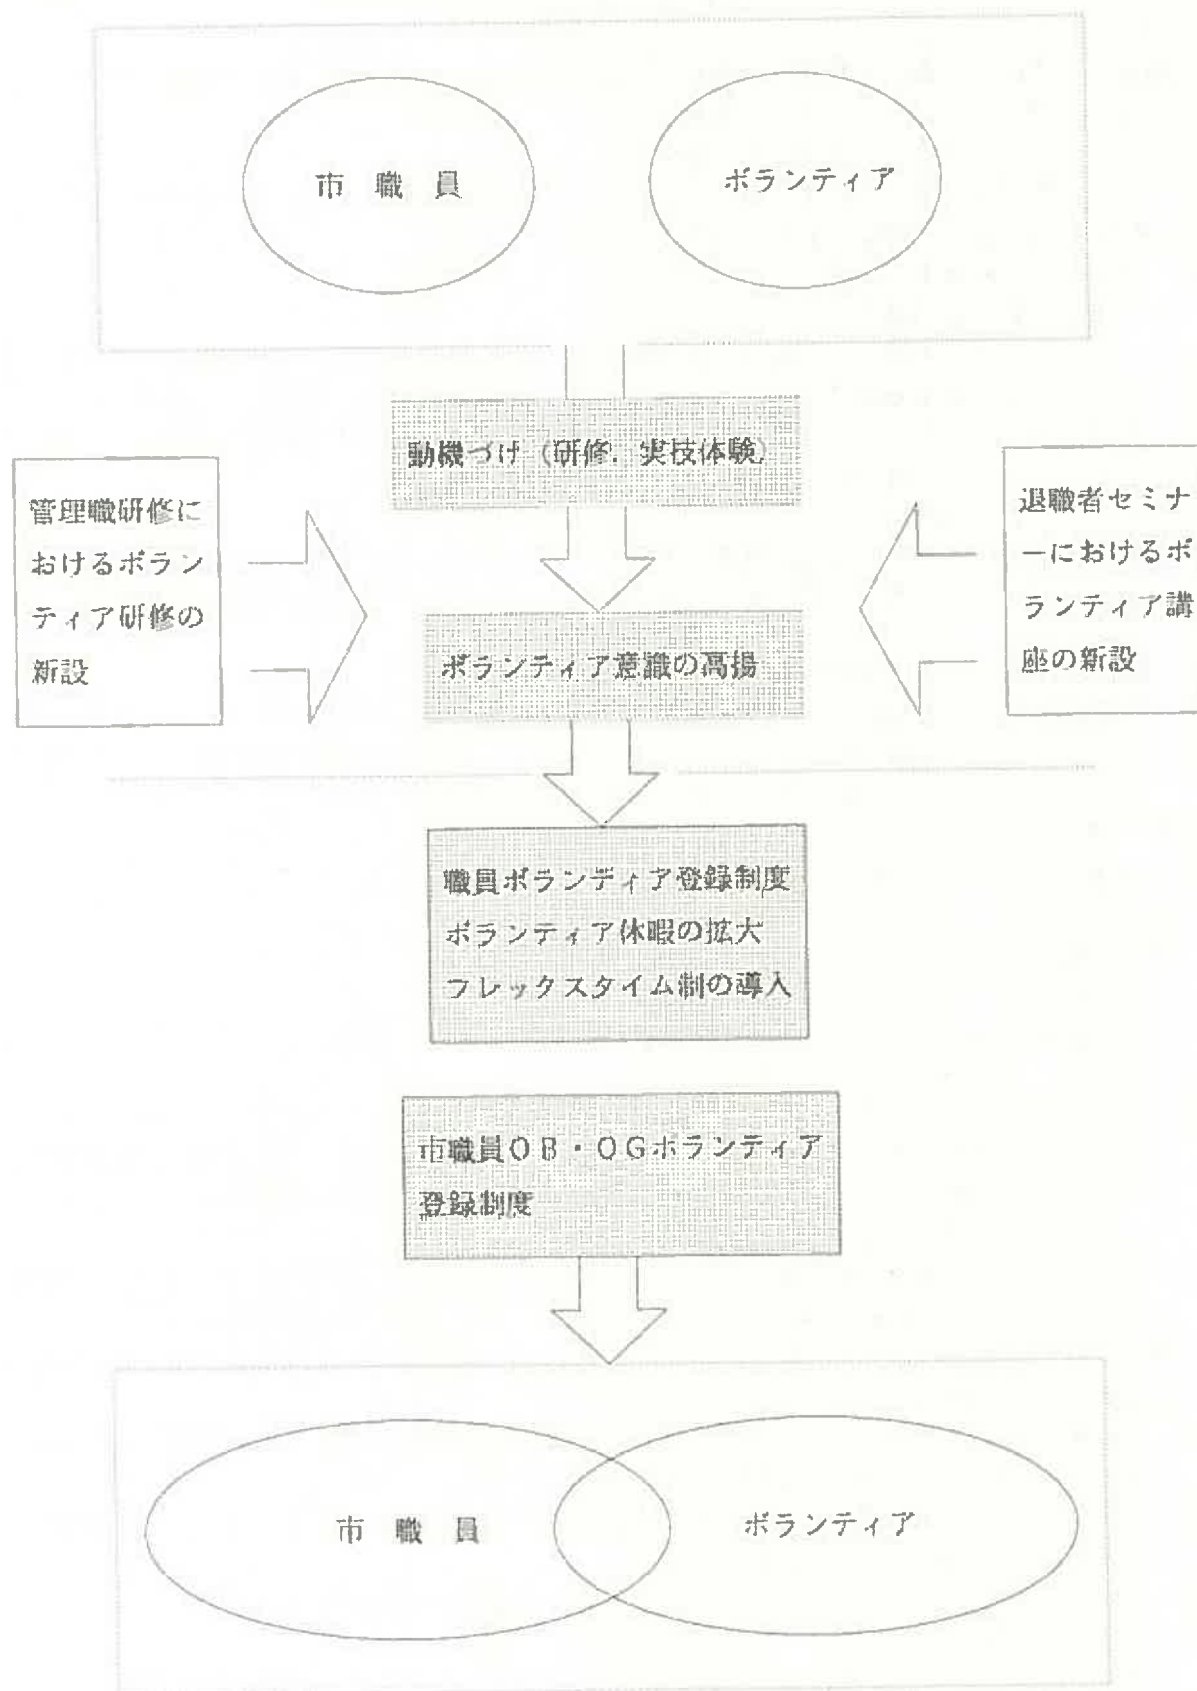 市 職 員
ボランティア
動機づけ (研修、実技体験)
管理職研修に
おけるボラン
ティア研修の
新設
退職者セミナ
ーにおけるボ
ランティア講
座の新設
ボランティア意識の高揚
職員ボランティア登録制度
ボランティア休暇の拡大
フレックスタイム制の導入
市職員OB・OGボランティア
登録制度
市 職 員
ボランティア